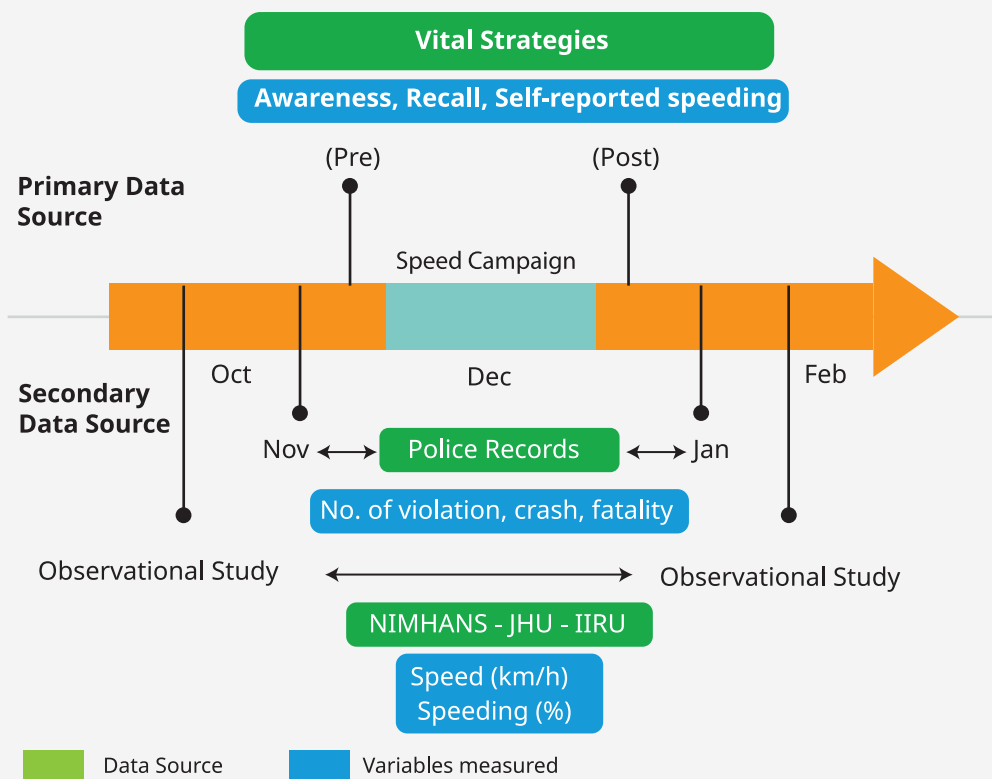 Vital Strategies
Awareness, Recall, Self-reported speeding
(Pre)
(Post)
Primary Data
Source
Speed Campaign
Oct
Dec
Feb
Secondary
Data Source
Nov
Police Records
Jan
No. of violation, crash, fatality
Observational Study
Observational Study
NIMHANS - JHU - IIRU
Speed (km/h)
Speeding (%)
Data Source
Variables measured